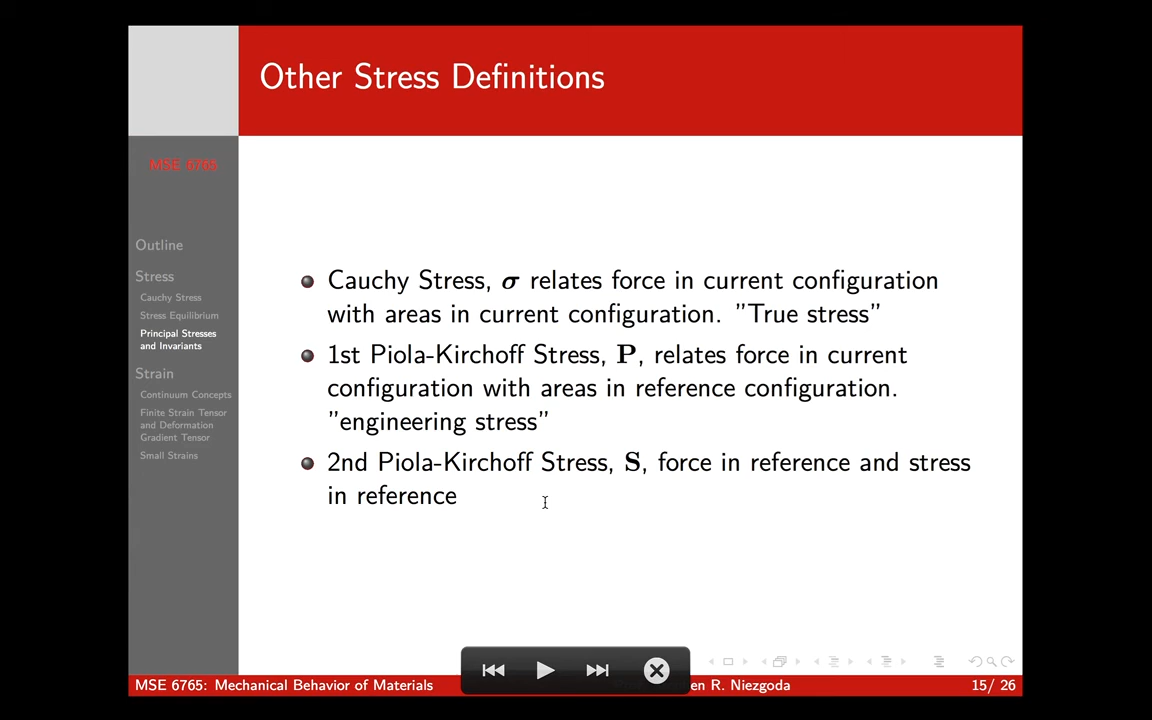 Other Stress Definitions
MSE 6765
Outline
Stress
Cauchy Stress
Stress Equilibrium
Principal Stresses
and Invariants
Strain
Continuum Concepts
Finite Strain Tensor
and Deformation
Gradient Tensor
Small Strains
Cauchy Stress, σ relates force in current configuration
with areas in current configuration. ”True stress”
1st Piola-Kirchoff Stress, P, relates force in current
configuration with areas in reference configuration.
”engineering stress”
2nd Piola-Kirchoff Stress, S, force in reference and stress
in reference
MSE 6765: Mechanical Behavior of Materials
R. Niezgoda
15/ 26